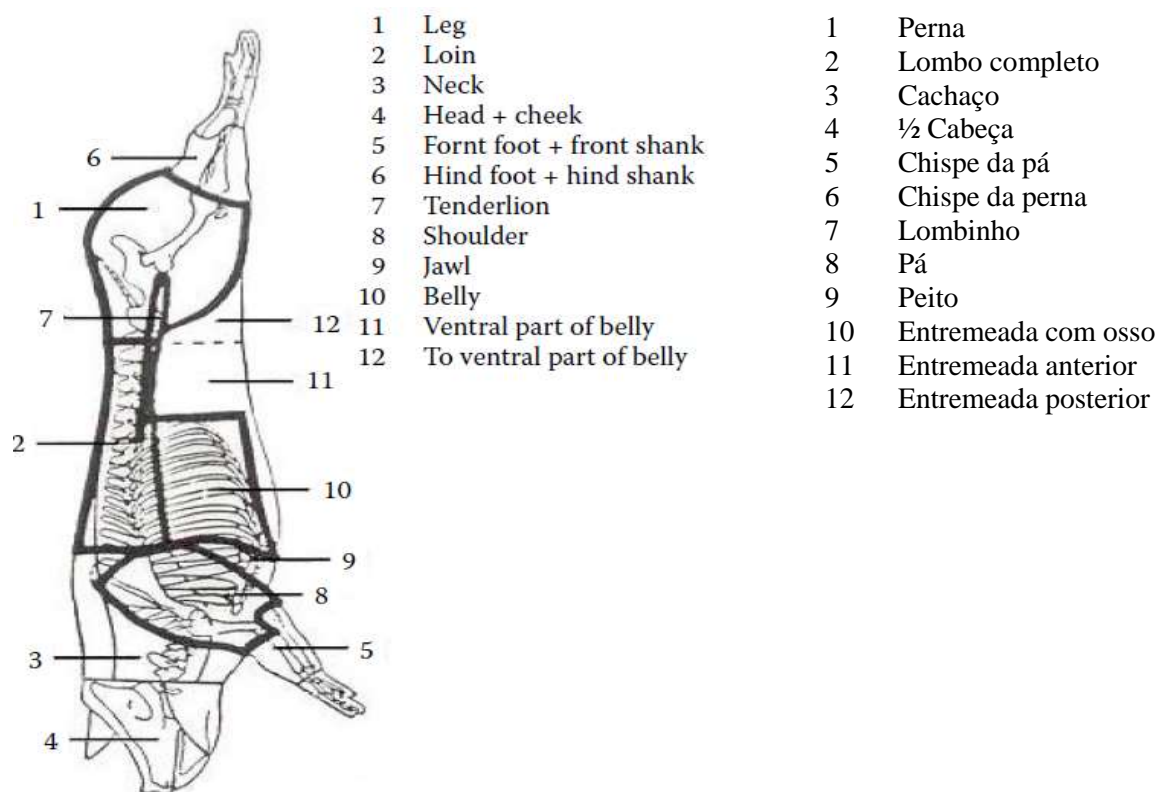 1 Leg
2 Loin
3 Neck
4 Head + cheek
5 Fornt foot + front shank
6 Hind foot + hind shank
7 Tenderlion
8 Shoulder
9 Jawl
10 Belly
11 Ventral part of belly
12 To ventral part of belly
1 Perna
2 Lombo completo
3 Cachaço
4 ½ Cabeça
5 Chispe da pá
6 Chispe da perna
7 Lombinho
8 Pá
9 Peito
10 Entremeada com osso
11 Entremeada anterior
12 Entremeada posterior
6
1
7
12
11
2
10
9
8
5
3
4